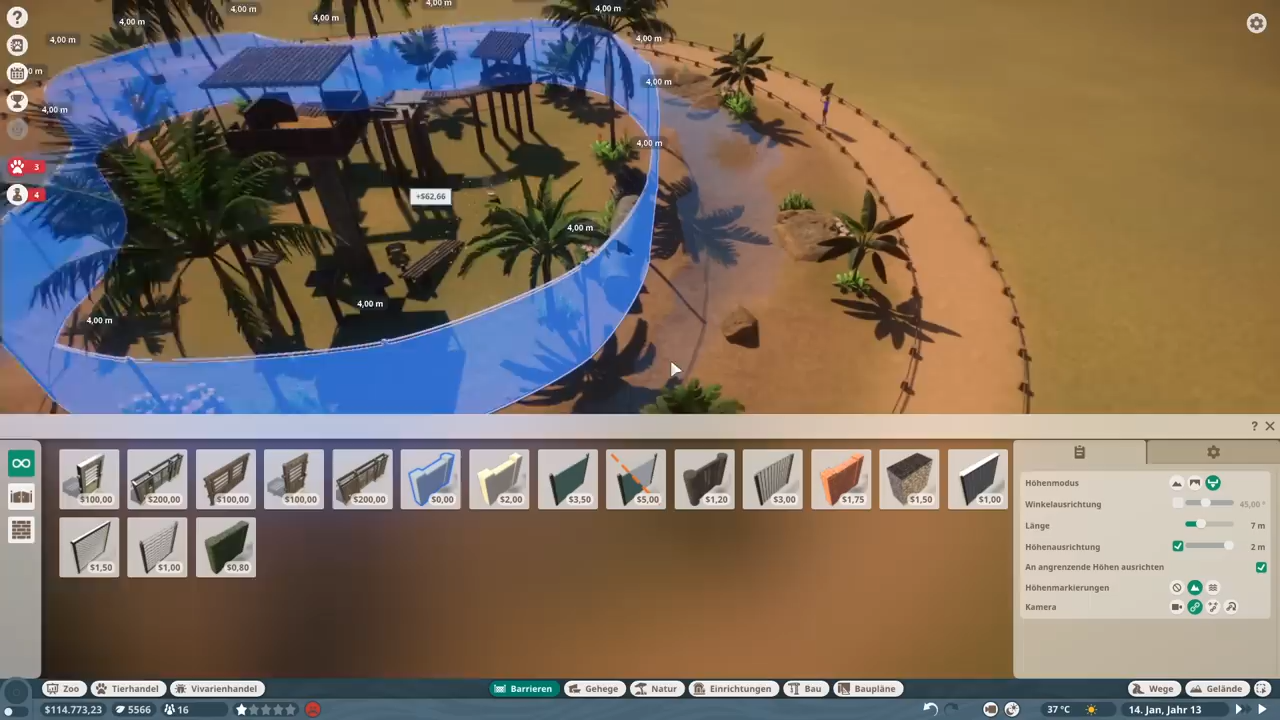 4,00 m
4,00 m
4,00 m
4,00 m
4,00 m
4,00 m
4,00 m
0 m
4,00 m
4,00 m
4,00 m
+$62,66
4,00 m
4,00 m
4,00 m
?
3
4
? ×
$100,00 $200,00 $100,00 $100,00 $200,00 $0,00 $2,00 $3,50 $5,00 $1,20 $3,00 $1,75 $1,50 $1,00
$1,50 $1,00 $0,80
Höhenmodus
Winkelausrichtung 45,00 °
Länge 7 m
Höhenausrichtung 2 m
An angrenzende Höhen ausrichten
Höhenmarkierungen
Kamera
Zoo Tierhandel Vivarienhandel Barrieren Gehege Natur Einrichtungen Bau Baupläne Wege Gelände
$114.773,23 5566 16 37 °C 14. Jan, Jahr 13